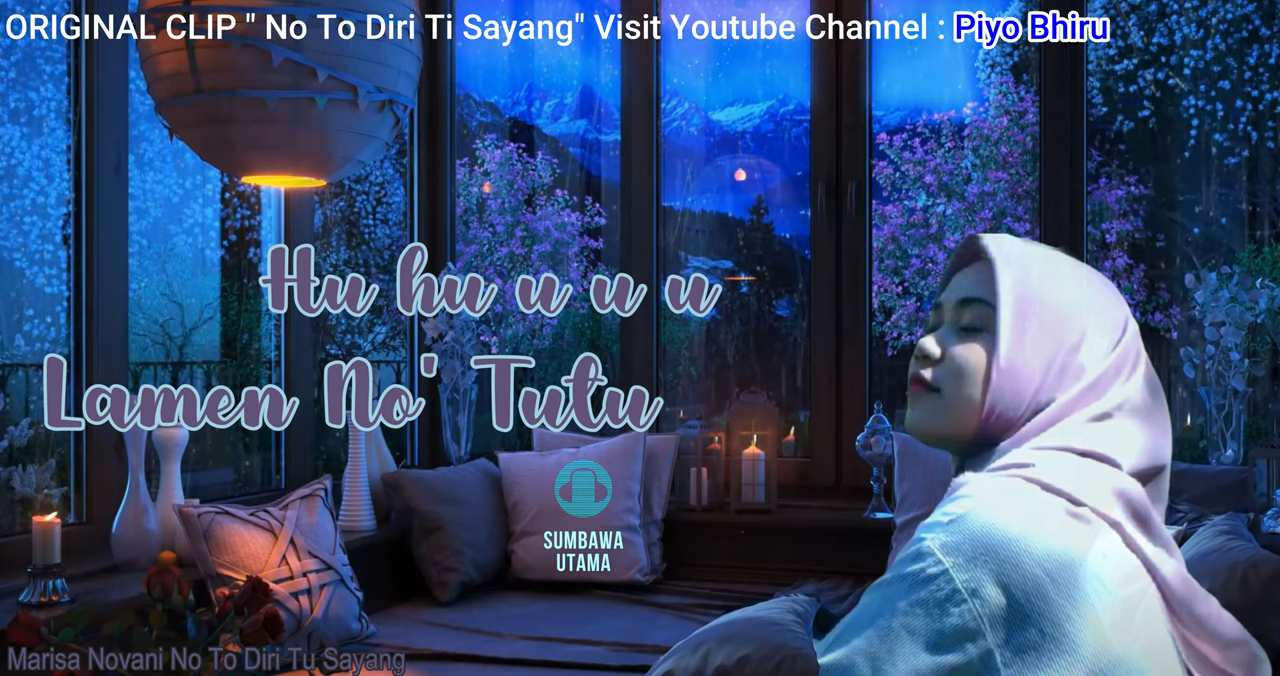 ORIGINAL CLIP " No To Diri Ti Sayang" Visit Youtube Channel : Piyo Bhiru
Hu hu u u u
Lamen No' Tutu
SUMBAWA
UTAMA
Marisa Novani No To Diri Tu Sayang